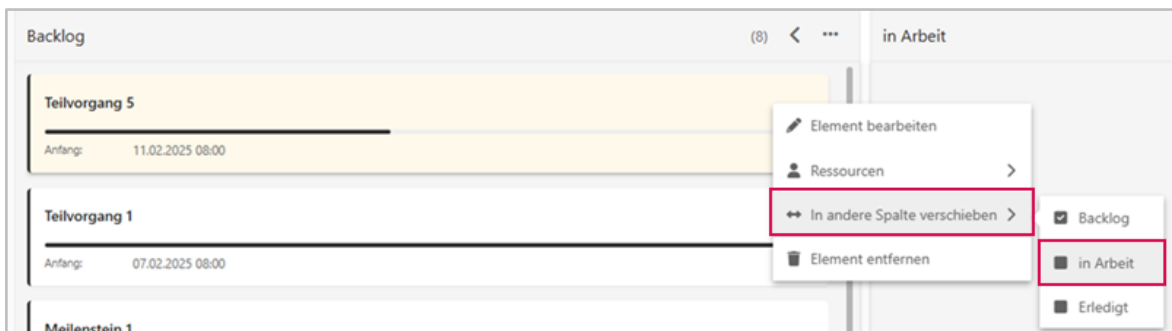 Backlog
(8)
in Arbeit
Teilvorgang 5
Anfang: 11.02.2025 08:00
Teilvorgang 1
Anfang: 07.02.2025 08:00
Meilenstein 1
Element bearbeiten
Ressourcen
In andere Spalte verschieben
Element entfernen
Backlog
in Arbeit
Erledigt